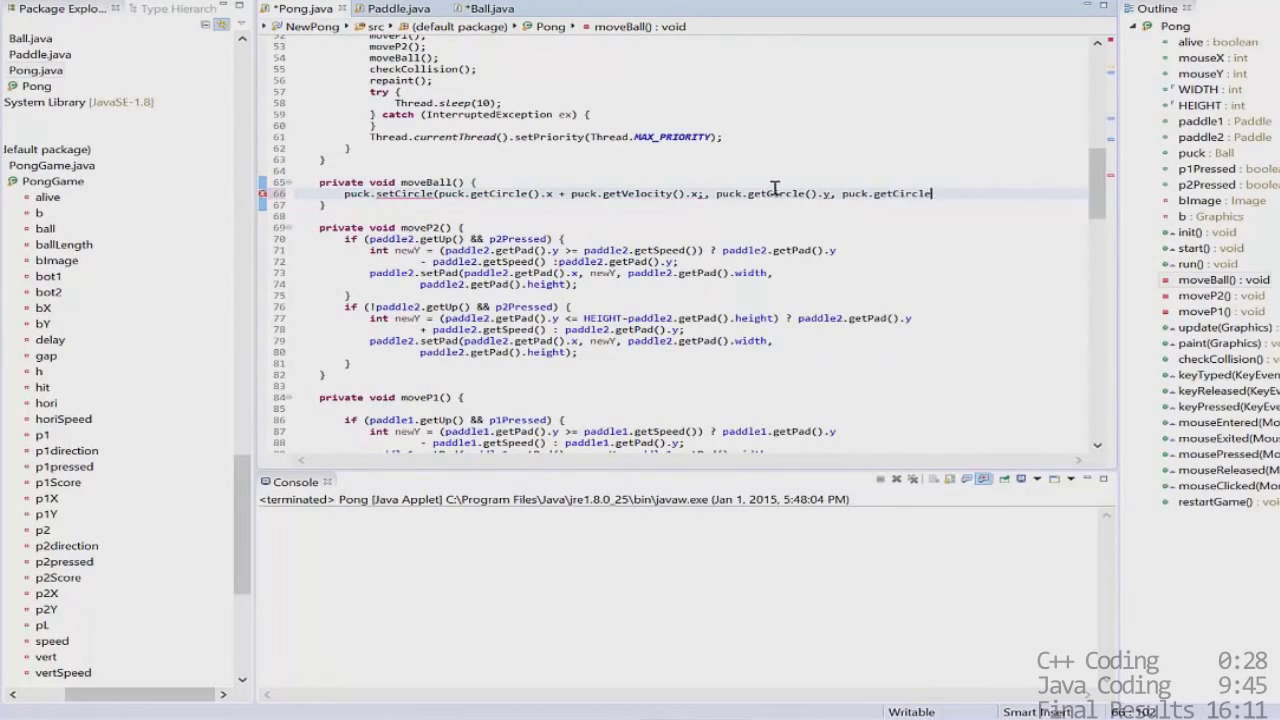 Package Explo...
Type Hierarch
*Pong.java
Paddle.java
*Ball.java
Outline
NewPong
src
(default package)
Pong
moveBall() : void
Ball.java
Paddle.java
Pong.java
Pong
System Library [JavaSE-1.8]
(default package)
PongGame.java
PongGame
alive
b
ball
ballLength
bImage
bot1
bot2
bX
bY
delay
gap
h
hit
hori
horiSpeed
p1
p1direction
p1pressed
p1Score
p1X
p1Y
p2
p2direction
p2pressed
p2Score
p2X
p2Y
pL
speed
vert
vertSpeed
52 moveP1();
53 moveP2();
54 moveBall();
55 checkCollision();
56 repaint();
57 try {
58 Thread.sleep(10);
59 } catch (InterruptedException ex) {
60 }
61 Thread.currentThread().setPriority(Thread.MAX_PRIORITY);
62 }
63 }
64
65 private void moveBall() {
66 puck.setCircle(puck.getCircle().x + puck.getVelocity().x;, puck.getCircle().y, puck.getCircle
67 }
68
69 private void moveP2() {
70 if (paddle2.getUp() && p2Pressed) {
71 int newY = (paddle2.getPad().y >= paddle2.getSpeed()) ? paddle2.getPad().y
72 - paddle2.getSpeed() :paddle2.getPad().y;
73 paddle2.setPad(paddle2.getPad().x, newY, paddle2.getPad().width,
74 paddle2.getPad().height);
75 }
76 if (!paddle2.getUp() && p2Pressed) {
77 int newY = (paddle2.getPad().y <= HEIGHT-paddle2.getPad().height) ? paddle2.getPad().y
78 + paddle2.getSpeed() : paddle2.getPad().y;
79 paddle2.setPad(paddle2.getPad().x, newY, paddle2.getPad().width,
80 paddle2.getPad().height);
81 }
82 }
83
84 private void moveP1() {
85
86 if (paddle1.getUp() && p1Pressed) {
87 int newY = (paddle1.getPad().y >= paddle1.getSpeed()) ? paddle1.getPad().y
88 - paddle1.getSpeed() : paddle1.getPad().y;
Console
<terminated> Pong [Java Applet] C:\Program Files\Java\jre1.8.0_25\bin\javaw.exe (Jan 1, 2015, 5:48:04 PM)
Pong
alive : boolean
mouseX : int
mouseY : int
WIDTH : int
HEIGHT : int
paddle1 : Paddle
paddle2 : Paddle
puck : Ball
p1Pressed : boolean
p2Pressed : boolean
bImage : Image
b : Graphics
init() : void
start() : void
run() : void
moveBall() : void
moveP2() : void
moveP1() : void
update(Graphics)
paint(Graphics)
checkCollision()
keyTyped(KeyEven
keyReleased(KeyE
keyPressed(KeyEv
mouseEntered(Mo
mouseExited(Mou
mousePressed(Mo
mouseReleased(M
mouseClicked(Mou
restartGame() : vo
C++ Coding 0:28
Java Coding 9:45
Final Results 16:11
Writable
Smart Insert
66 : 102